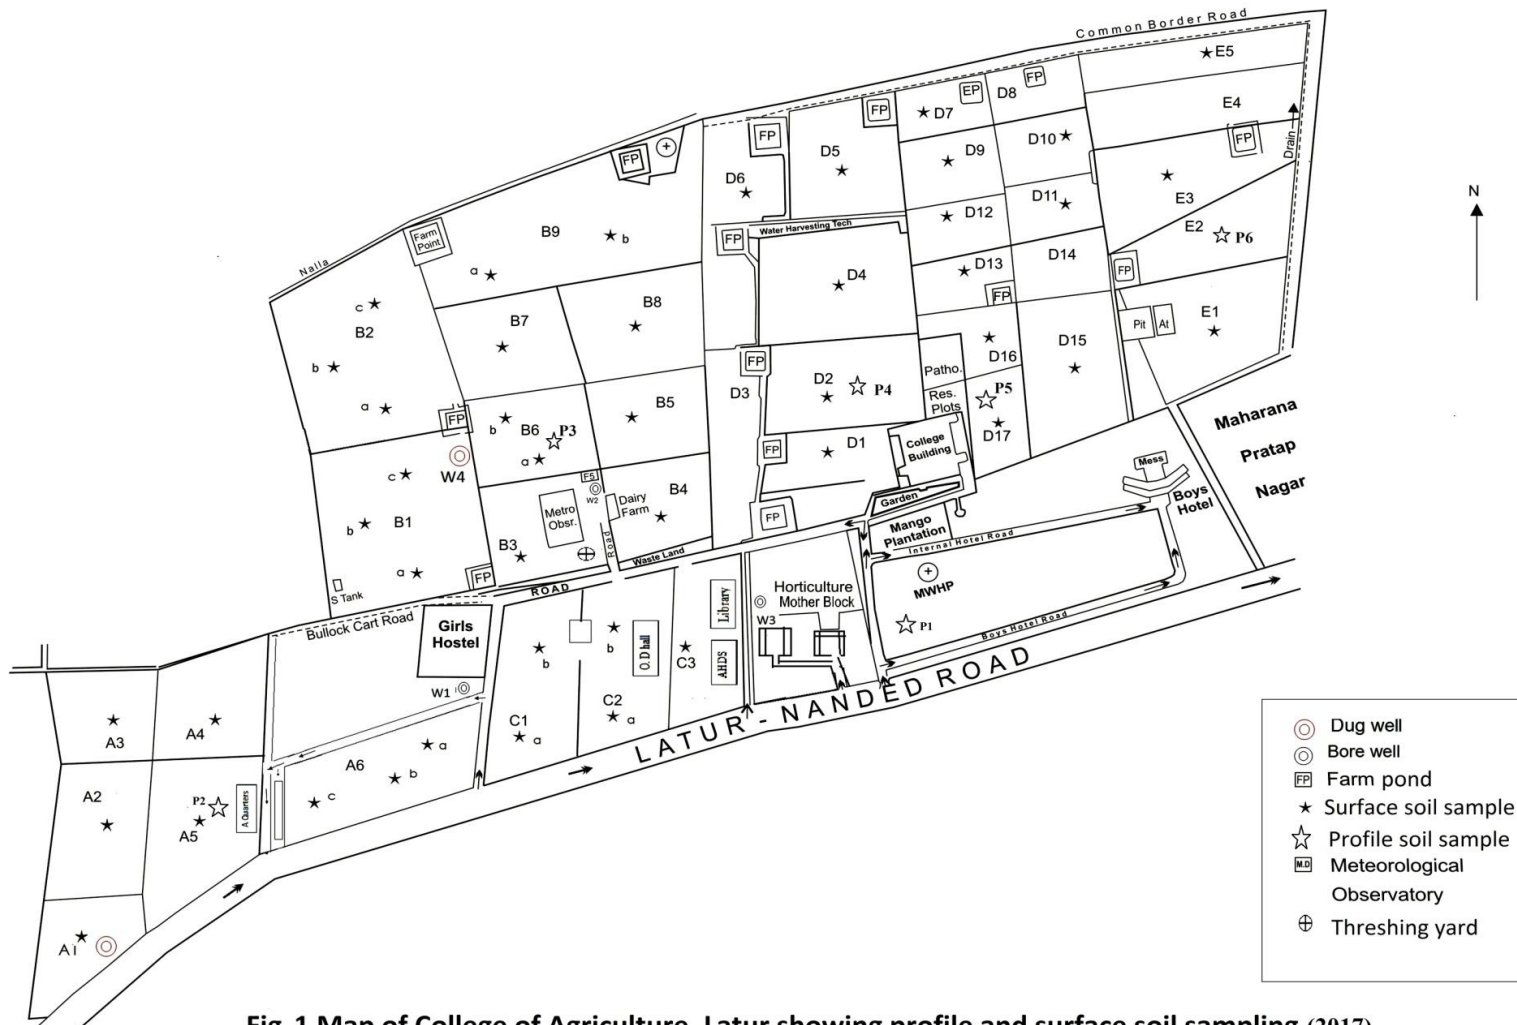 Common Border Road
E5
FP
EP
D8
E4
FP
D7
FP
D10
FP
Drain
D5
D9
FP
D6
D11
E3
Water Harvesting Tech
D12
E2
P6
N
B9
b
FP
Farm
Point
Nalla
a
D13
D14
FP
D4
FP
c
B2
B7
B8
E1
Pit
At
D16
D15
b
FP
Patho.
D2
P4
P5
D3
Res.
Plots
a
FP
b
B6
P3
B5
D17
Maharana
Pratap
Nagar
a
D1
FP
College
Building
W4
c
F5
W2
Mess
B1
b
Metro
Obsr.
Dairy
Farm
B4
FP
Garden
Boys
Hotel
Mango
Plantation
B3
Road
Waste Land
Internal Hotel Road
a
FP
S Tank
ROAD
Horticulture
Mother Block
MWHP
Library
W3
P1
Boys Hotel Road
Bullock Cart Road
Girls
Hostel
b
b
O. D hall
C3
AHDS
W1
C1
a
C2
a
LATUR - NANDED ROAD
A3
A4
A6
a
b
c
A2
P2
A5
A Quarters
A1
Dug well
Bore well
FP Farm pond
Surface soil sample
Profile soil sample
M.D Meteorological
Observatory
Threshing yard
Fig. 1 Map of College of Agriculture, Latur showing profile and surface soil sampling (2017)